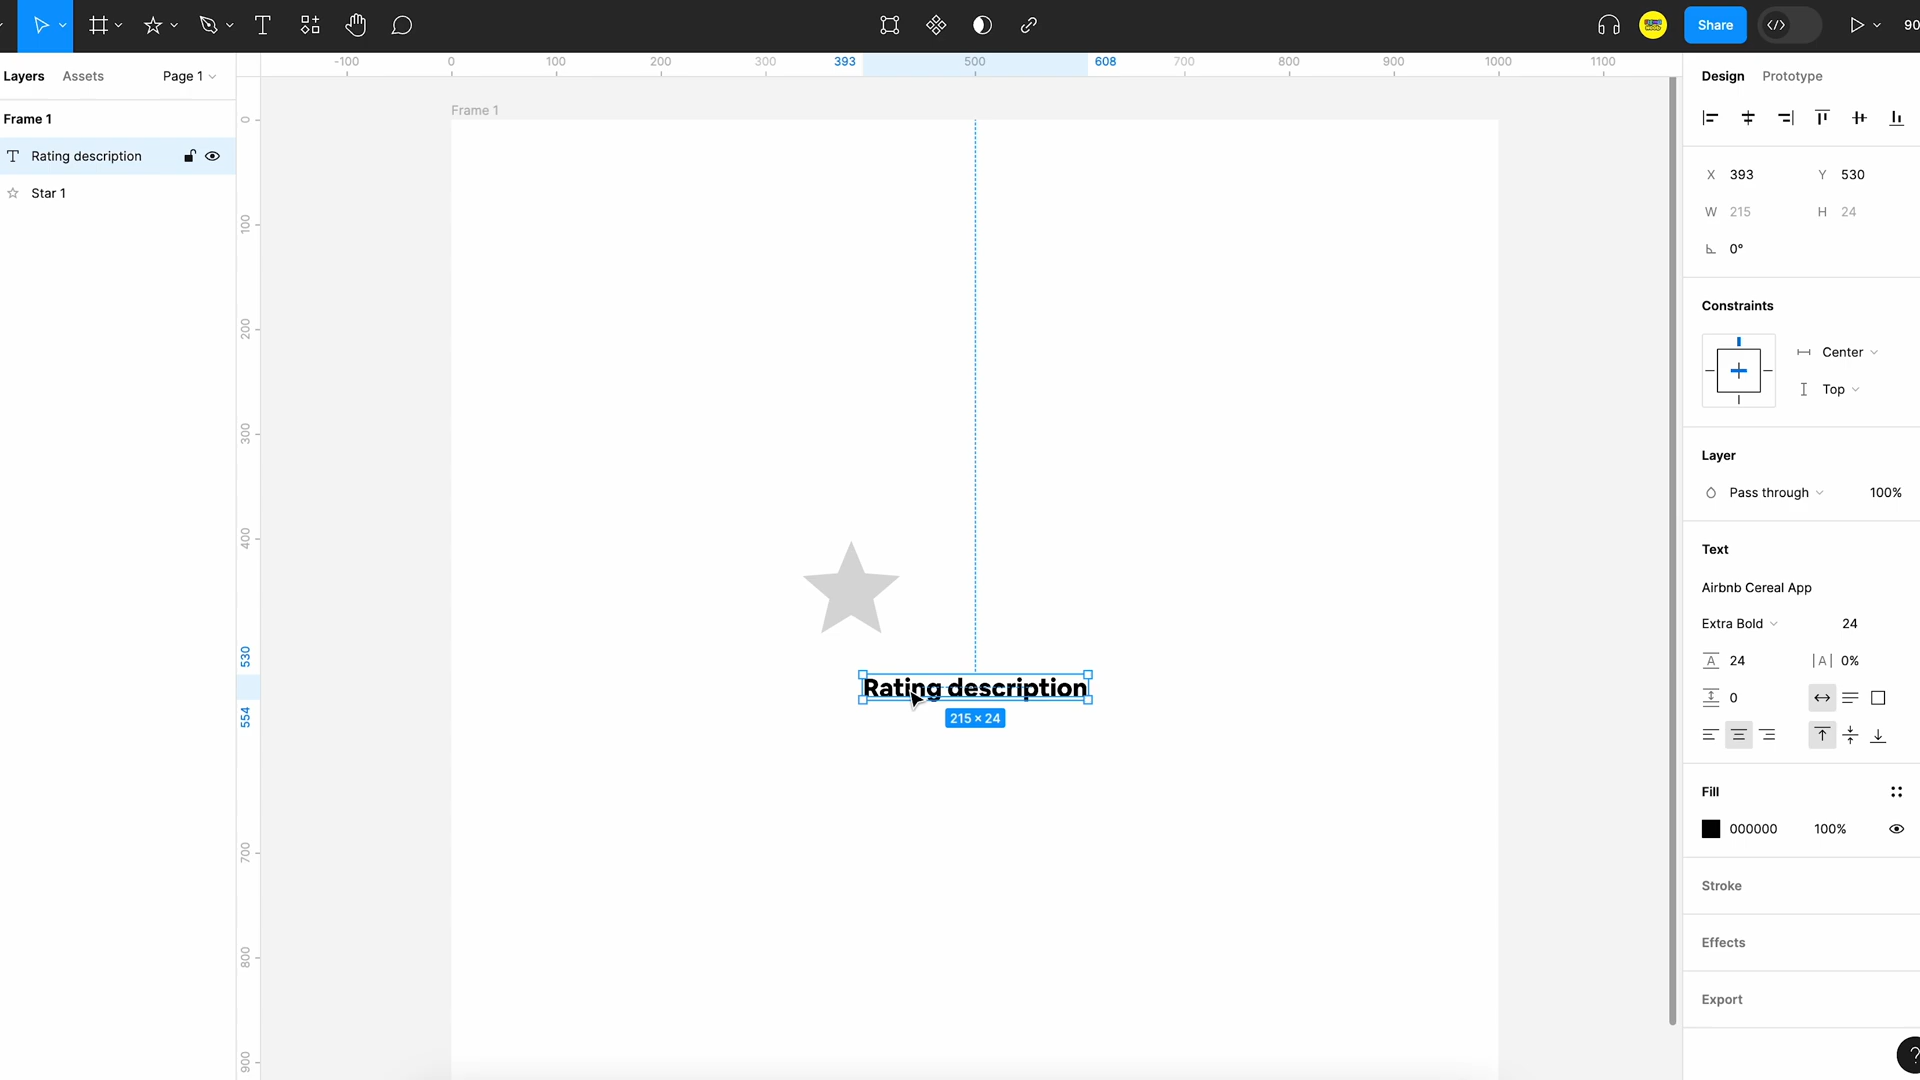 Share
90
Layers
Assets
Page 1
-100
0
100
200
300
393
500
608
700
800
900
1000
1100
Design
Prototype
Frame 1
Rating description
Star 1
Frame 1
0
100
200
300
400
530
554
700
800
900
Rating description
215 × 24
X 393
Y 530
W 215
H 24
0°
Constraints
Center
Top
Layer
Pass through
100%
Text
Airbnb Cereal App
Extra Bold
24
A 24
|A| 0%
0
Fill
000000
100%
Stroke
Effects
Export
?